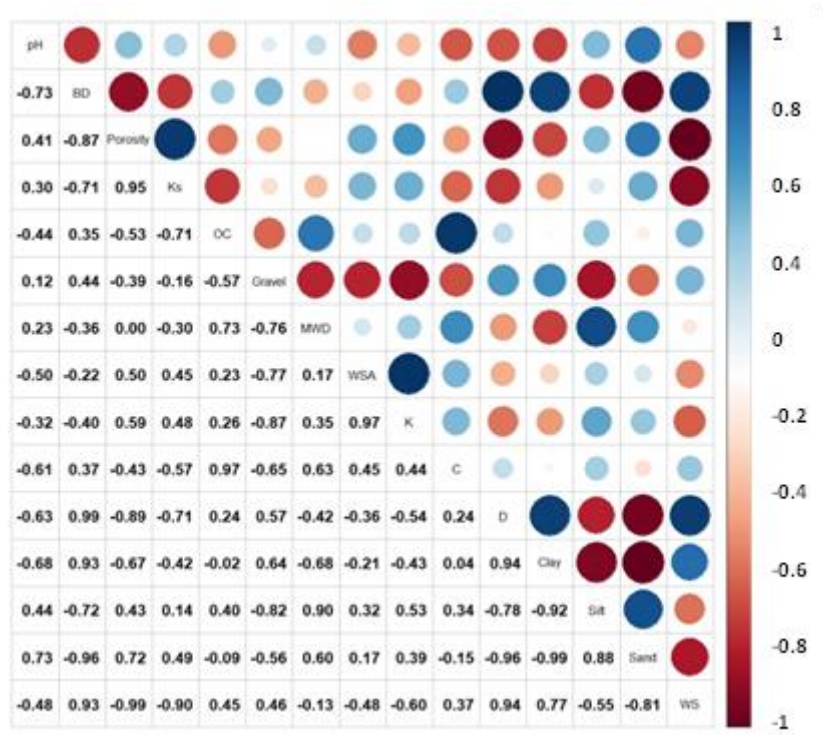 pH
-0.73 BD
0.41 -0.87 Porosity
0.30 -0.71 0.95 Ks
-0.44 0.35 -0.53 -0.71 OC
0.12 0.44 -0.39 -0.16 -0.57 Gravel
0.23 -0.36 0.00 -0.30 0.73 -0.76 MWD
-0.50 -0.22 0.50 0.45 0.23 -0.77 0.17 WSA
-0.32 -0.40 0.59 0.48 0.26 -0.87 0.35 0.97 K
-0.61 0.37 -0.43 -0.57 0.97 -0.65 0.63 0.45 0.44 C
-0.63 0.99 -0.89 -0.71 0.24 0.57 -0.42 -0.36 -0.54 0.24 D
-0.68 0.93 -0.67 -0.42 -0.02 0.64 -0.68 -0.21 -0.43 0.04 0.94 Clay
0.44 -0.72 0.43 0.14 0.40 -0.82 0.90 0.32 0.53 0.34 -0.78 -0.92 Silt
0.73 -0.96 0.72 0.49 -0.09 -0.56 0.60 0.17 0.39 -0.15 -0.96 -0.99 0.88 Sand
-0.48 0.93 -0.99 -0.90 0.45 0.46 -0.13 -0.48 -0.60 0.37 0.94 0.77 -0.55 -0.81 WS
1
0.8
0.6
0.4
0
-0.2
-0.4
-0.6
-0.8
-1